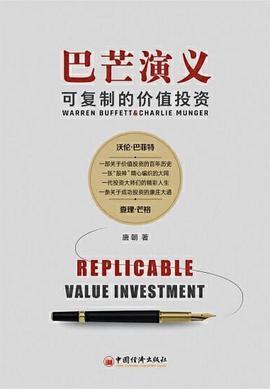 巴芒演义
可复制的价值投资
WARREN BUFFETT&CHARLIE MUNGER
沃伦·巴菲特
一部关于价值投资的百年历史
一张“股神”精心编织的大网
一代投资大师们的精彩人生
一条关于成功投资的康庄大道
查理·芒格
唐朝 著
REPLICABLE
VALUE INVESTMENT
中国经济出版社